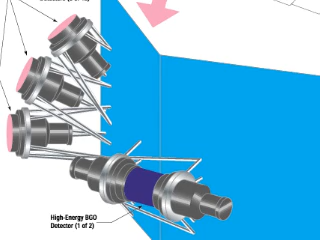 High-Energy BGO
Detector (1 of 2)